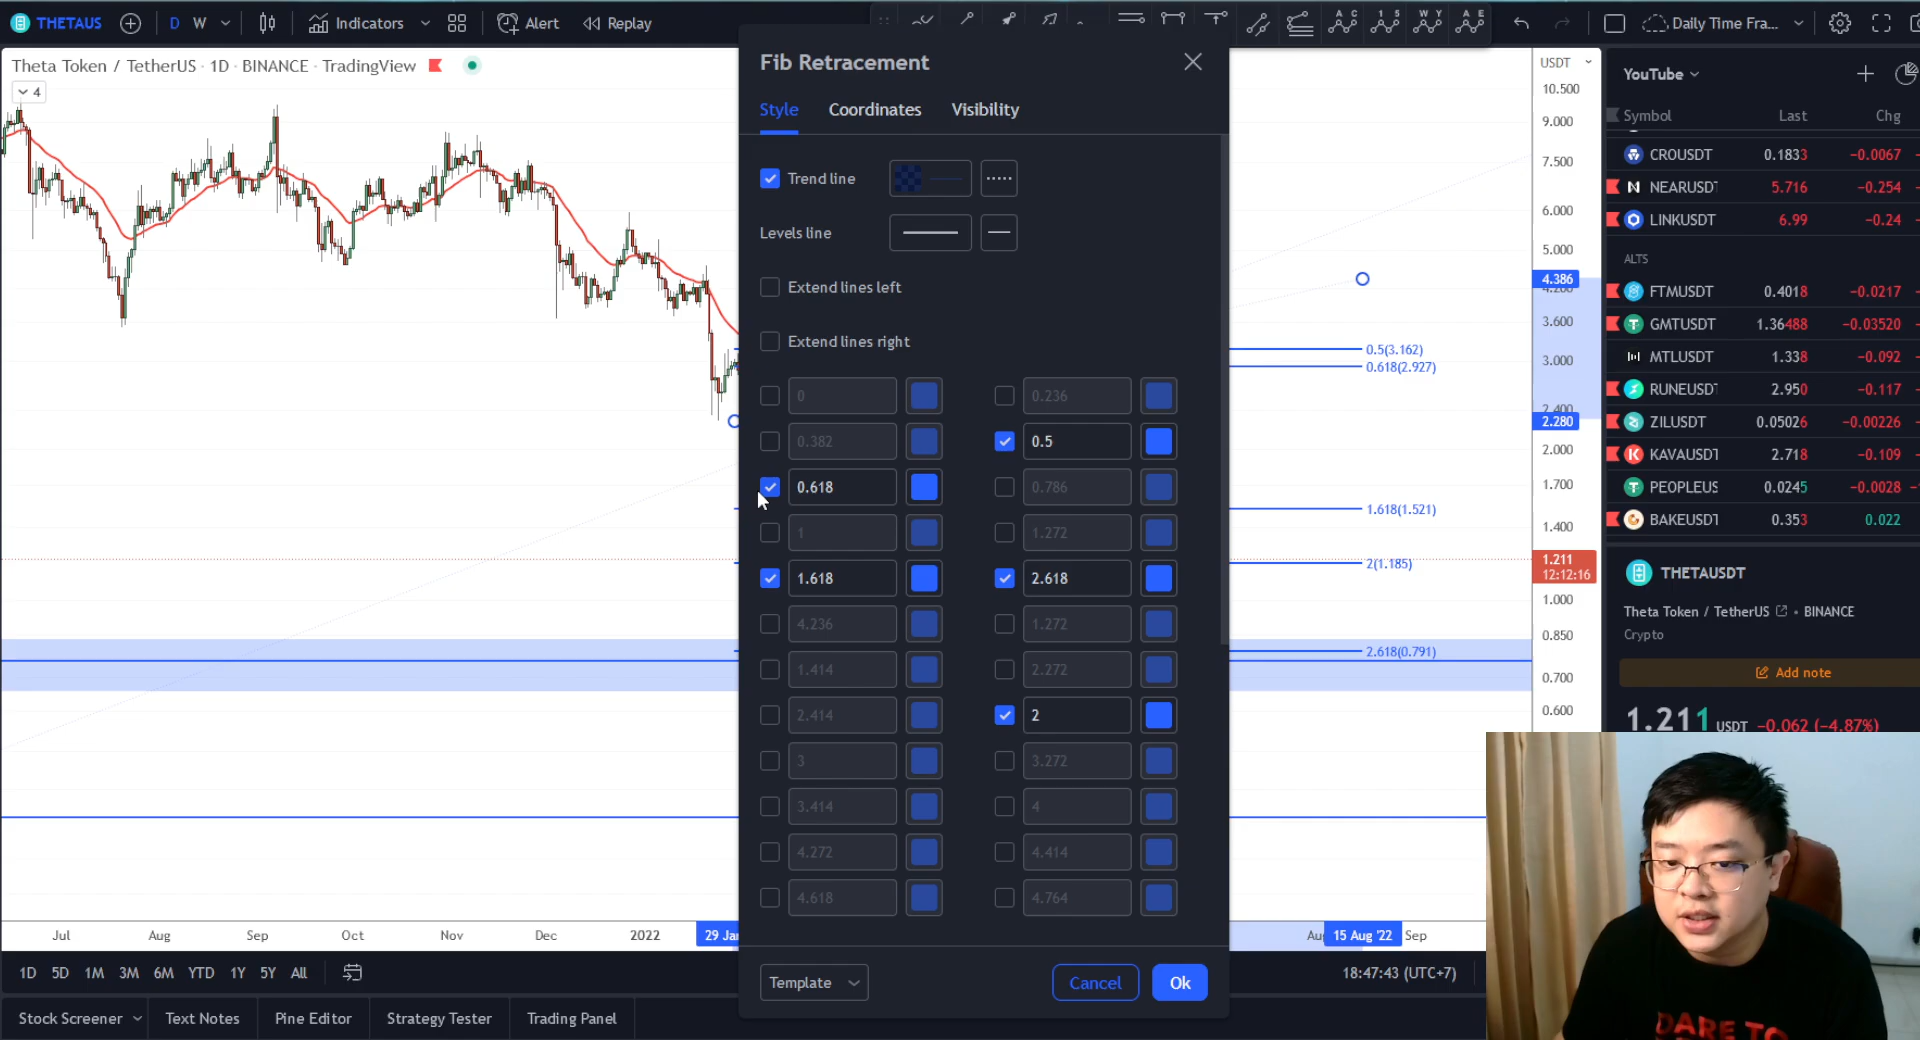 THETAUS
D W
Indicators
Alert
Replay
A C
1 5
W Y
A E
Daily Time Fra...
Theta Token / TetherUS · 1D · BINANCE · TradingView
4
Fib Retracement
Style Coordinates Visibility
Trend line
Levels line
Extend lines left
Extend lines right
0 0.236
0.382 0.5
0.618 0.786
1 1.272
1.618 2.618
4.236 1.272
1.414 2.272
2.414 2
3 3.272
3.414 4
4.272 4.414
4.618 4.764
Template
Cancel Ok
0.5(3.162)
0.618(2.927)
1.618(1.521)
2(1.185)
2.618(0.791)
USDT
10.500
9.000
7.500
6.000
5.000
4.386
3.600
3.000
2.400
2.280
2.000
1.700
1.400
1.211
12:12:16
1.000
0.850
0.700
0.600
Jul Aug Sep Oct Nov Dec 2022 29 Ja
Au 15 Aug '22 Sep
1D 5D 1M 3M 6M YTD 1Y 5Y All
18:47:43 (UTC+7)
Stock Screener Text Notes Pine Editor Strategy Tester Trading Panel
YouTube
Symbol Last Chg
CROUSDT 0.1833 −0.0067
NEARUSDT 5.716 −0.254
LINKUSDT 6.99 −0.24
ALTS
FTMUSDT 0.4018 −0.0217
GMTUSDT 1.36488 −0.03520
MTLUSDT 1.338 −0.092
RUNEUSDT 2.950 −0.117
ZILUSDT 0.05026 −0.00226
KAVAUSDT 2.718 −0.109
PEOPLEUS 0.0245 −0.0028
BAKEUSDT 0.353 0.022
THETAUSDT
Theta Token / TetherUS • BINANCE
Crypto
Add note
1.211 USDT −0.062 (−4.87%)
DARE TO